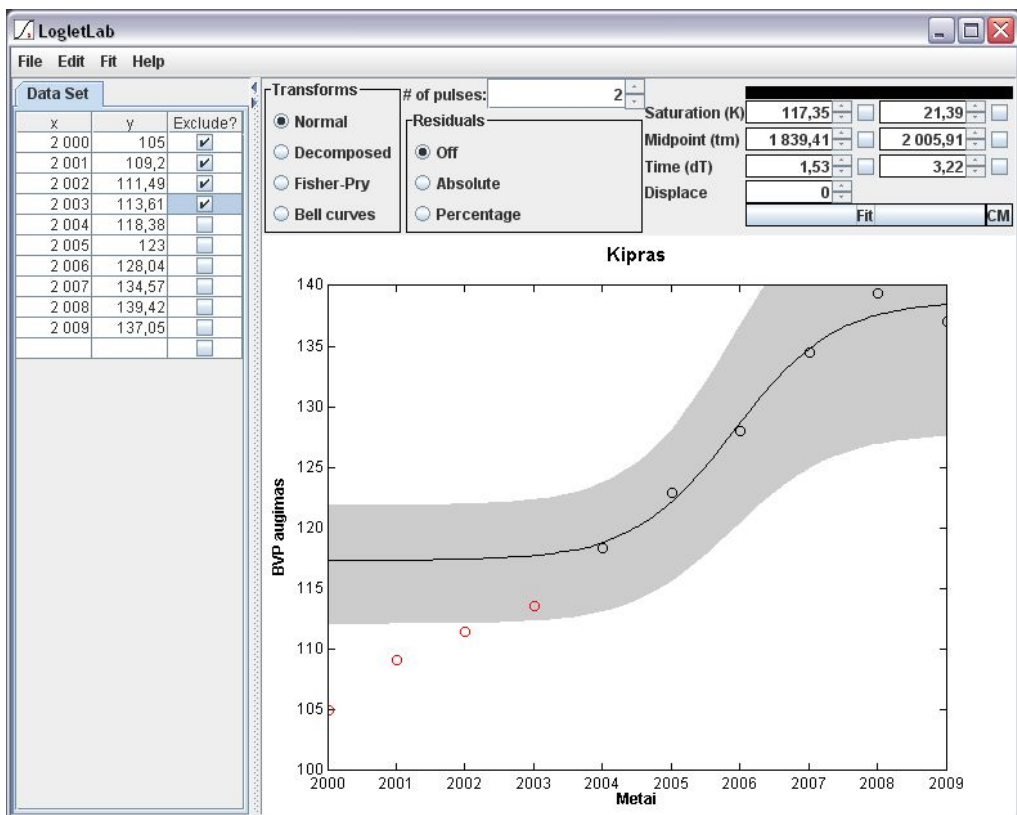 LogletLab
File Edit Fit Help
Data Set
x y Exclude?
2 000 105
2 001 109,2
2 002 111,49
2 003 113,61
2 004 118,38
2 005 123
2 006 128,04
2 007 134,57
2 008 139,42
2 009 137,05
Transforms
Normal
Decomposed
Fisher-Pry
Bell curves
# of pulses: 2
Residuals
Off
Absolute
Percentage
Saturation (K) 117,35 21,39
Midpoint (tm) 1 839,41 2 005,91
Time (dT) 1,53 3,22
Displace 0
Fit CM
Kipras
BVP augimas
140
135
130
125
120
115
110
105
100
2000 2001 2002 2003 2004 2005 2006 2007 2008 2009
Metai